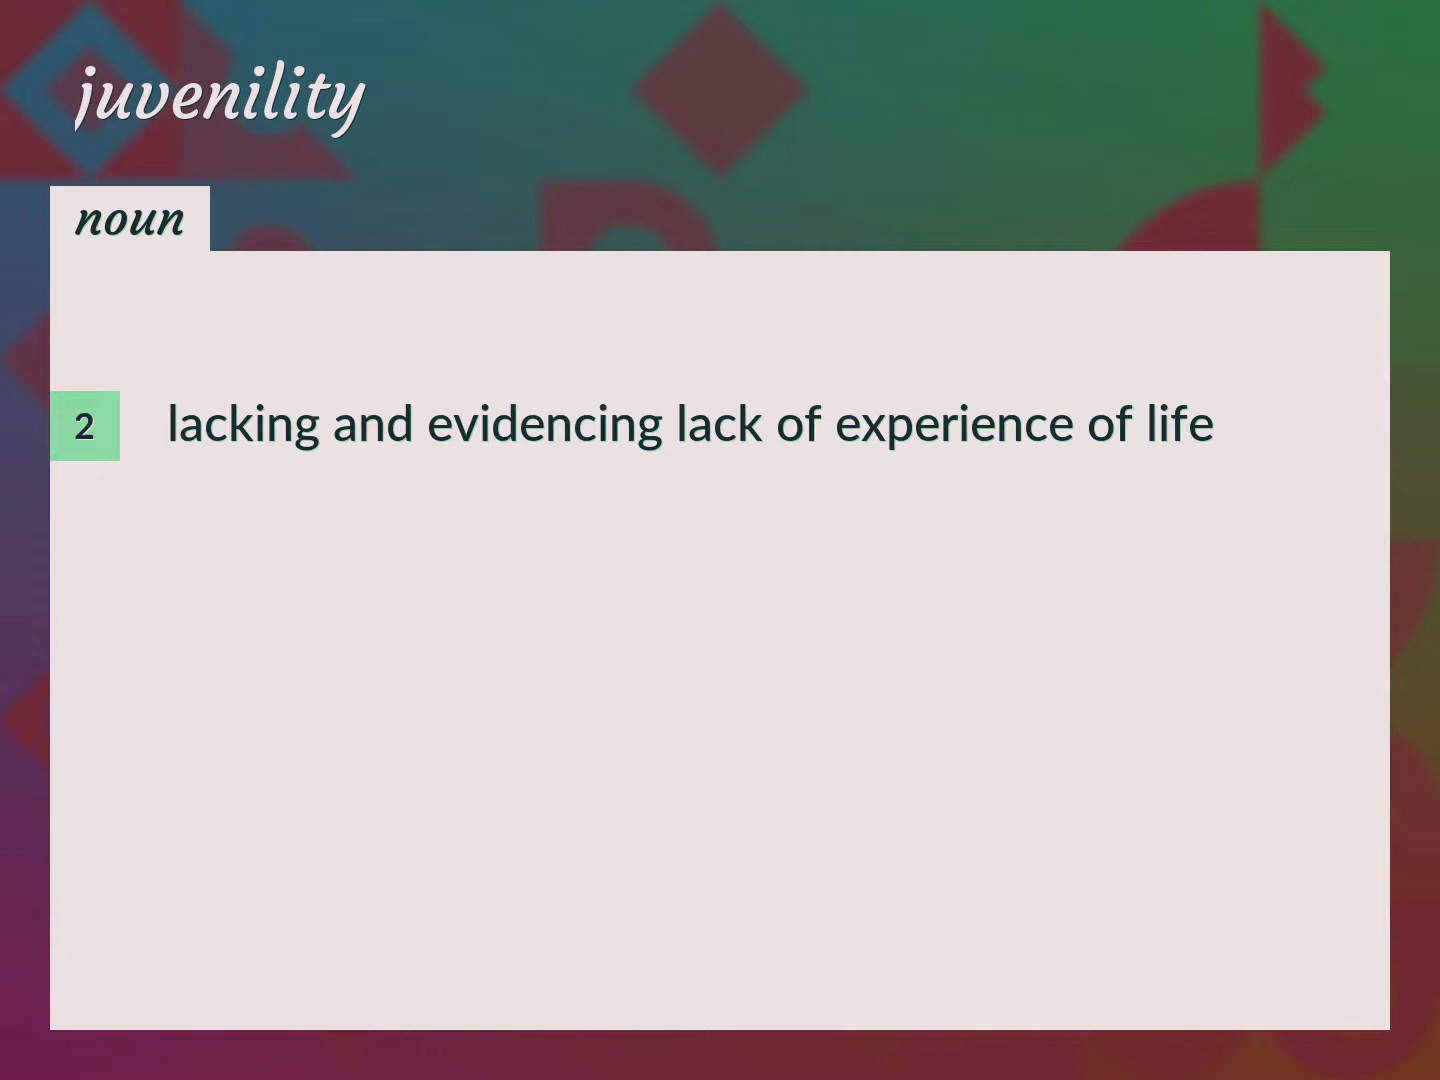 juvenility
noun
2 lacking and evidencing lack of experience of life